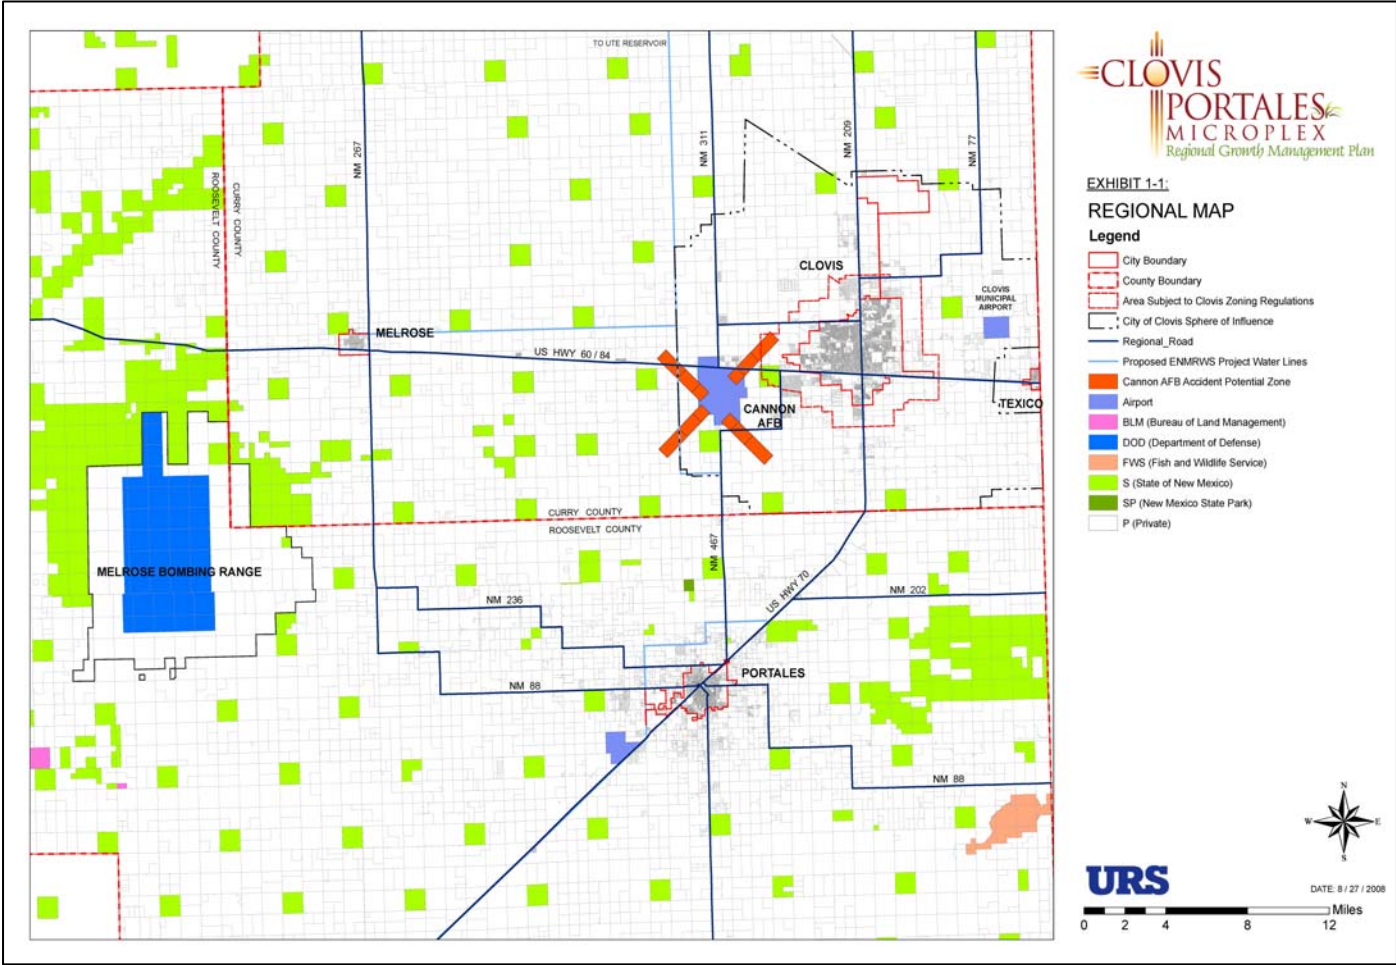 TO UTE RESERVOIR
NM 267
NM 311
NM 209
NM 77
ROOSEVELT COUNTY
CURRY COUNTY
CLOVIS
CLOVIS
MUNICIPAL
AIRPORT
MELROSE
US HWY 60 / 84
CANNON
AFB
TEXICO
CURRY COUNTY
ROOSEVELT COUNTY
MELROSE BOMBING RANGE
NM 467
US HWY 70
NM 236
NM 202
PORTALES
NM 88
NM 88
CLOVIS
PORTALES
MICROPLEX
Regional Growth Management Plan
EXHIBIT 1-1:
REGIONAL MAP
Legend
City Boundary
County Boundary
Area Subject to Clovis Zoning Regulations
City of Clovis Sphere of Influence
Regional_Road
Proposed ENMRWS Project Water Lines
Cannon AFB Accident Potential Zone
Airport
BLM (Bureau of Land Management)
DOD (Department of Defense)
FWS (Fish and Wildlife Service)
S (State of New Mexico)
SP (New Mexico State Park)
P (Private)
N
W E
S
URS
DATE: 8 / 27 / 2008
Miles
0 2 4 8 12